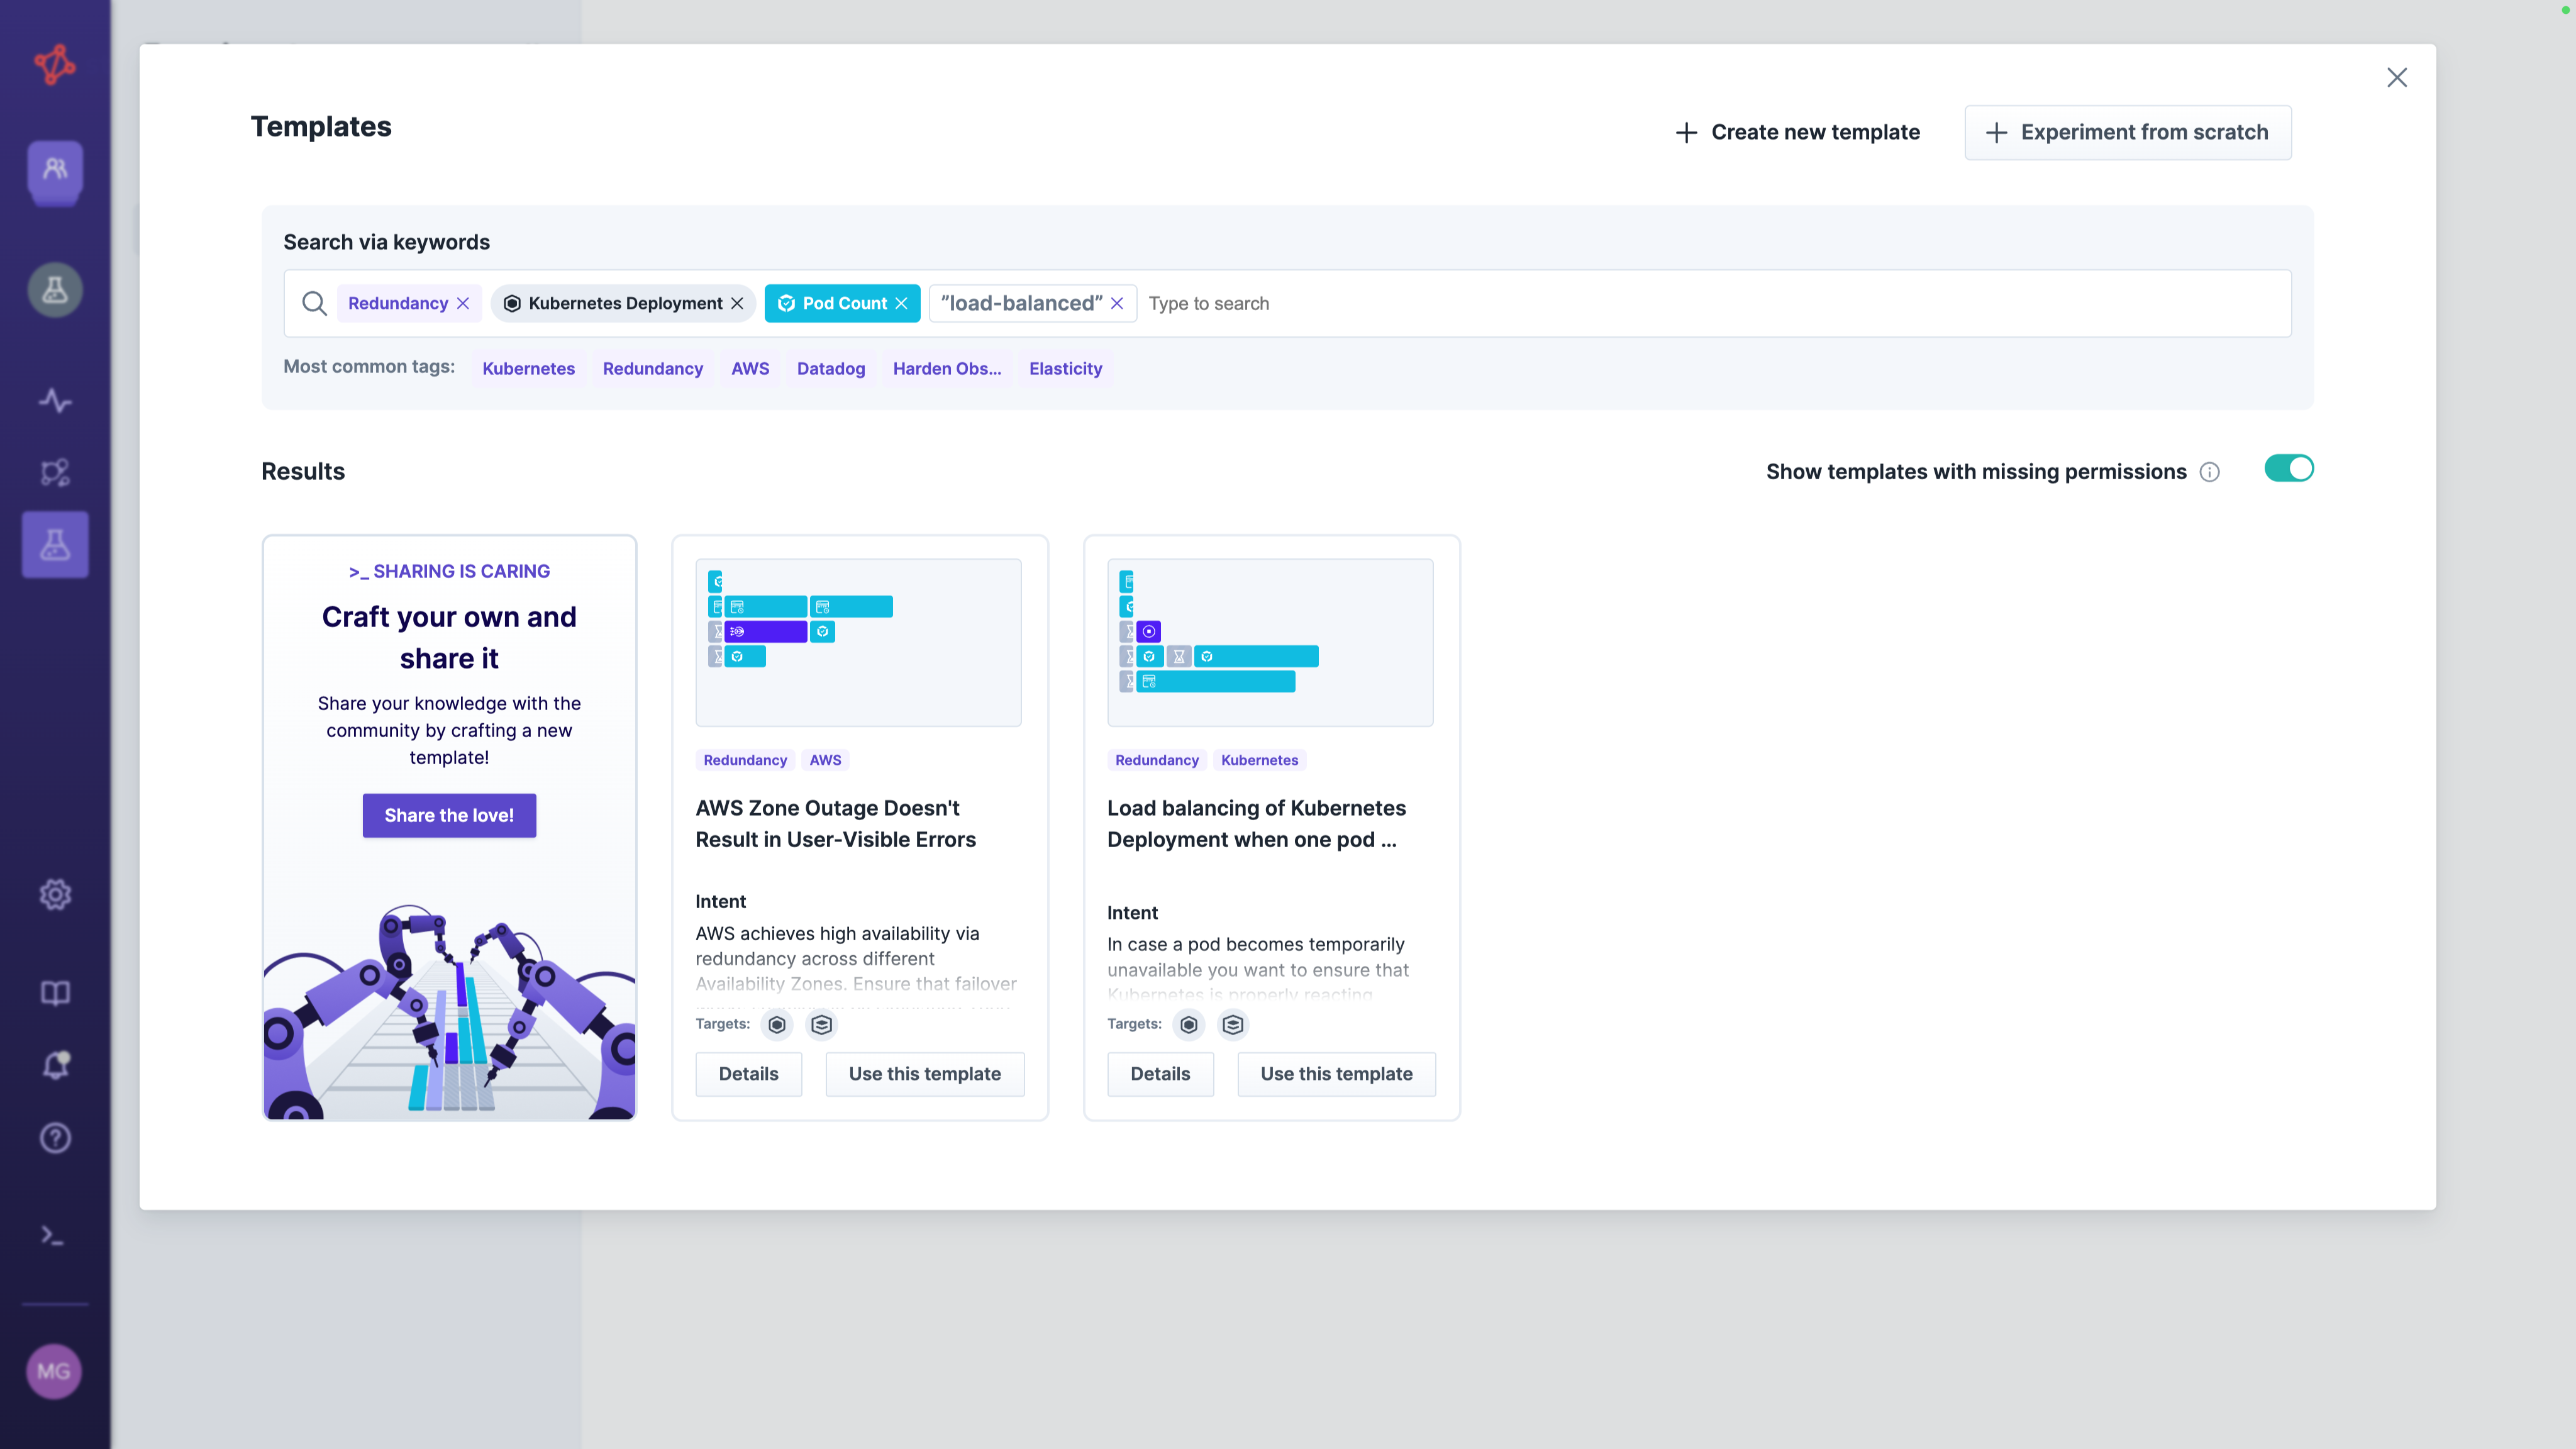 Templates
Create new template
Experiment from scratch
Search via keywords
Redundancy
Kubernetes Deployment
Pod Count
”load-balanced”
Type to search
Most common tags:
Kubernetes
Redundancy
AWS
Datadog
Harden Obs...
Elasticity
Results
Show templates with missing permissions
>_ SHARING IS CARING
Craft your own and
share it
Share your knowledge with the
community by crafting a new
template!
Share the love!
Redundancy
AWS
AWS Zone Outage Doesn't
Result in User-Visible Errors
Intent
AWS achieves high availability via
redundancy across different
Availability Zones. Ensure that failover
Targets:
Details
Use this template
Redundancy
Kubernetes
Load balancing of Kubernetes
Deployment when one pod ...
Intent
In case a pod becomes temporarily
unavailable you want to ensure that
Kubernetes is properly reacting
Targets:
Details
Use this template
MG